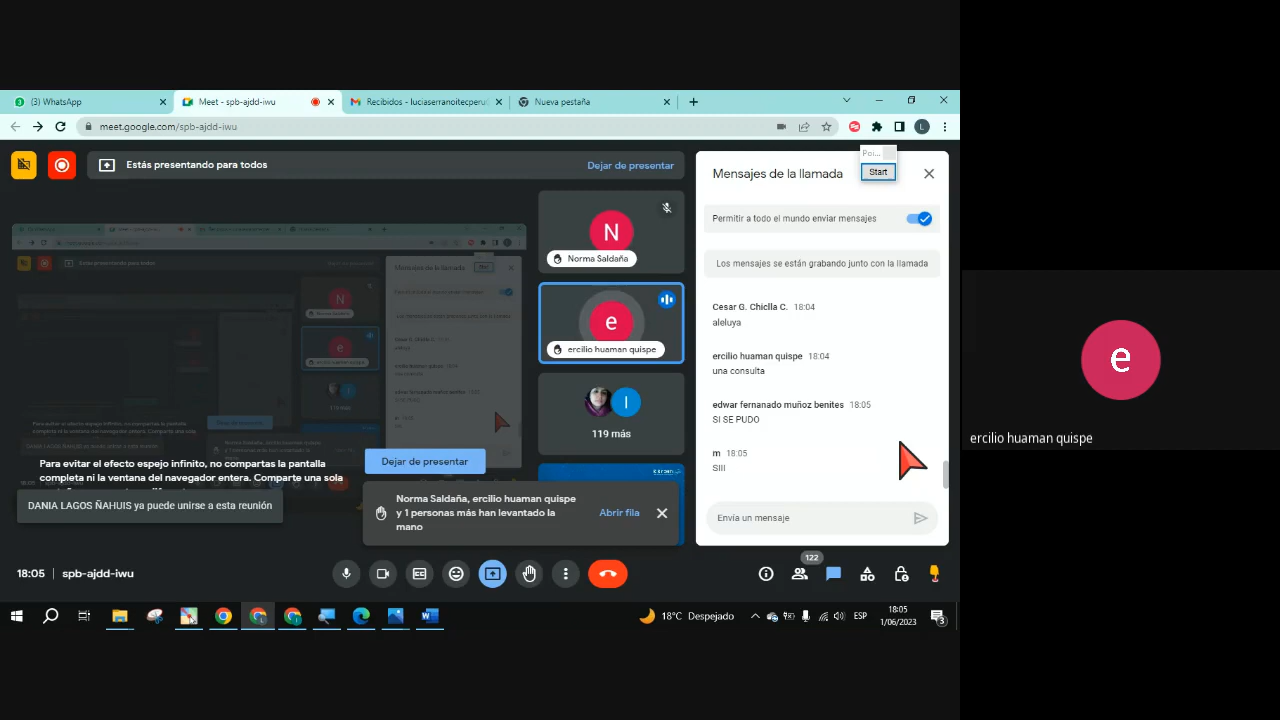 (3) WhatsApp
Meet - spb-ajdd-iwu
Recibidos - luciaserranoitecperu
Nueva pestaña
meet.google.com/spb-ajdd-iwu
L
Estás presentando para todos
Dejar de presentar
N
Norma Saldaña
e
ercilio huaman quispe
I
119 más
Start
Mensajes de la llamada
Permitir a todo el mundo enviar mensajes
Los mensajes se están grabando junto con la llamada
Cesar G. Chiclla C. 18:04
aleluya
ercilio huaman quispe 18:04
una consulta
edwar fernanado muñoz benites 18:05
SI SE PUDO
m 18:05
SIII
Envía un mensaje
Para evitar el efecto espejo infinito, no compartas la pantalla
completa ni la ventana del navegador entera. Comparte una sola
Dejar de presentar
DANIA LAGOS ÑAHUIS ya puede unirse a esta reunión
Norma Saldaña, ercilio huaman quispe
y 1 personas más han levantado la
mano
Abrir fila
18:05 spb-ajdd-iwu
122
18°C Despejado
ESP
18:05
1/06/2023
3
e
ercilio huaman quispe